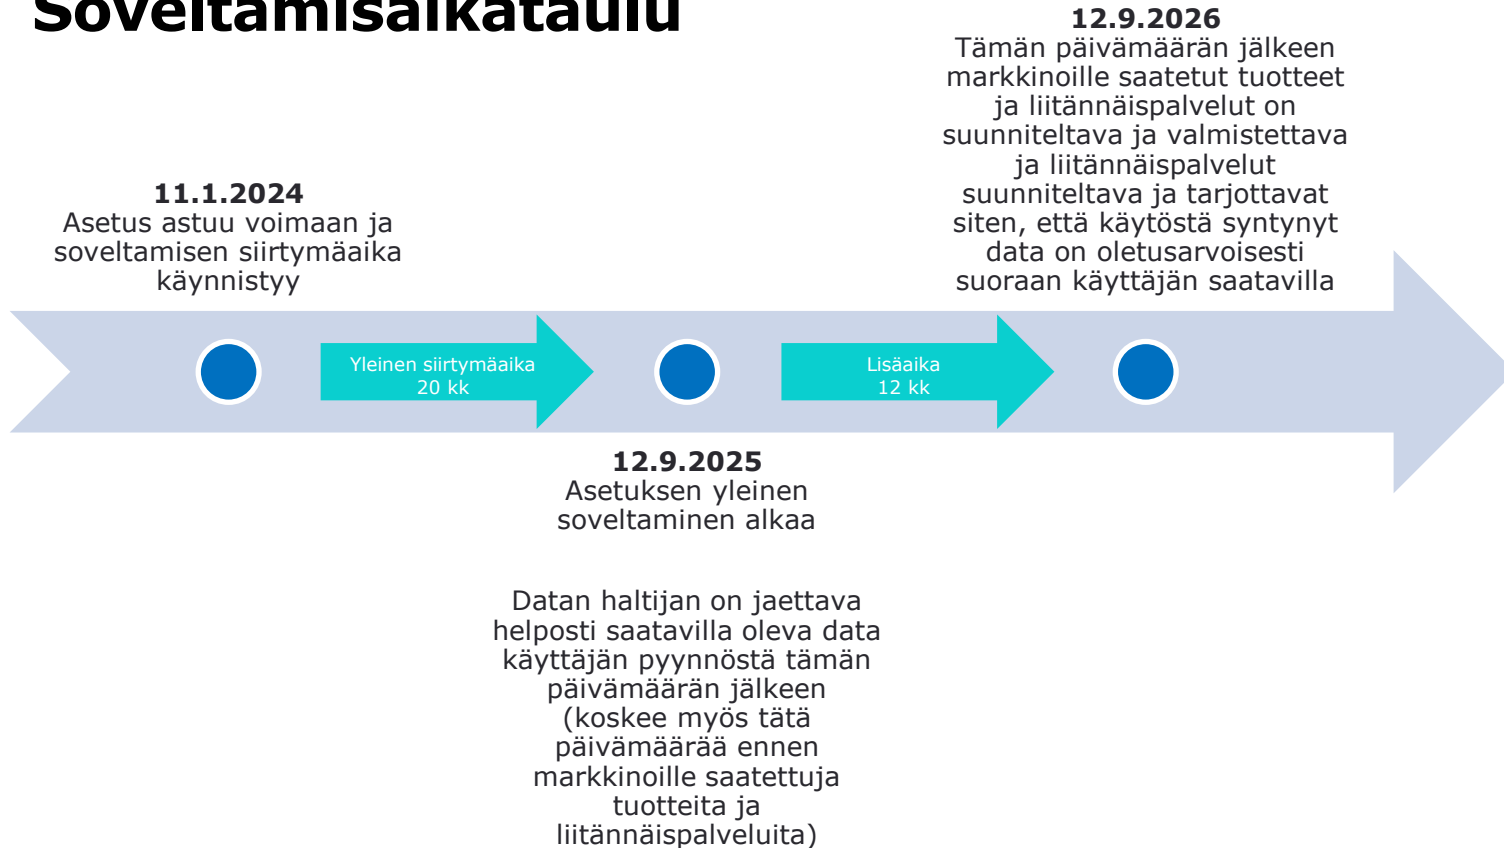 Soveltamisaikataulu
12.9.2026
Tämän päivämäärän jälkeen
markkinoille saatetut tuotteet
ja liitännäispalvelut on
suunniteltava ja valmistettava
ja liitännäispalvelut
suunniteltava ja tarjottavat
siten, että käytöstä syntynyt
data on oletusarvoisesti
suoraan käyttäjän saatavilla
11.1.2024
Asetus astuu voimaan ja
soveltamisen siirtymäaika
käynnistyy
Yleinen siirtymäaika
20 kk
Lisäaika
12 kk
12.9.2025
Asetuksen yleinen
soveltaminen alkaa
Datan haltijan on jaettava
helposti saatavilla oleva data
käyttäjän pyynnöstä tämän
päivämäärän jälkeen
(koskee myös tätä
päivämäärää ennen
markkinoille saatettuja
tuotteita ja
liitännäispalveluita)